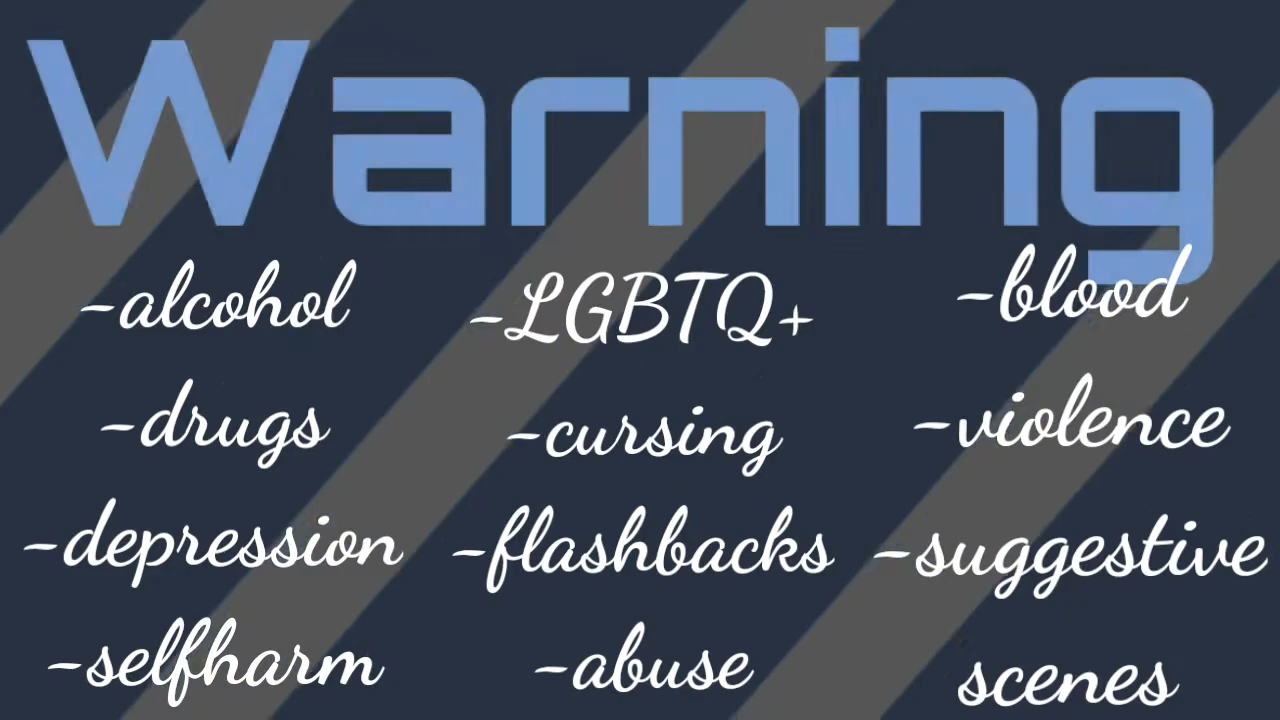 Warning
-alcohol
-drugs
-depression
-selfharm
-LGBTQ+
-cursing
-flashbacks
-abuse
-blood
-violence
-suggestive
scenes